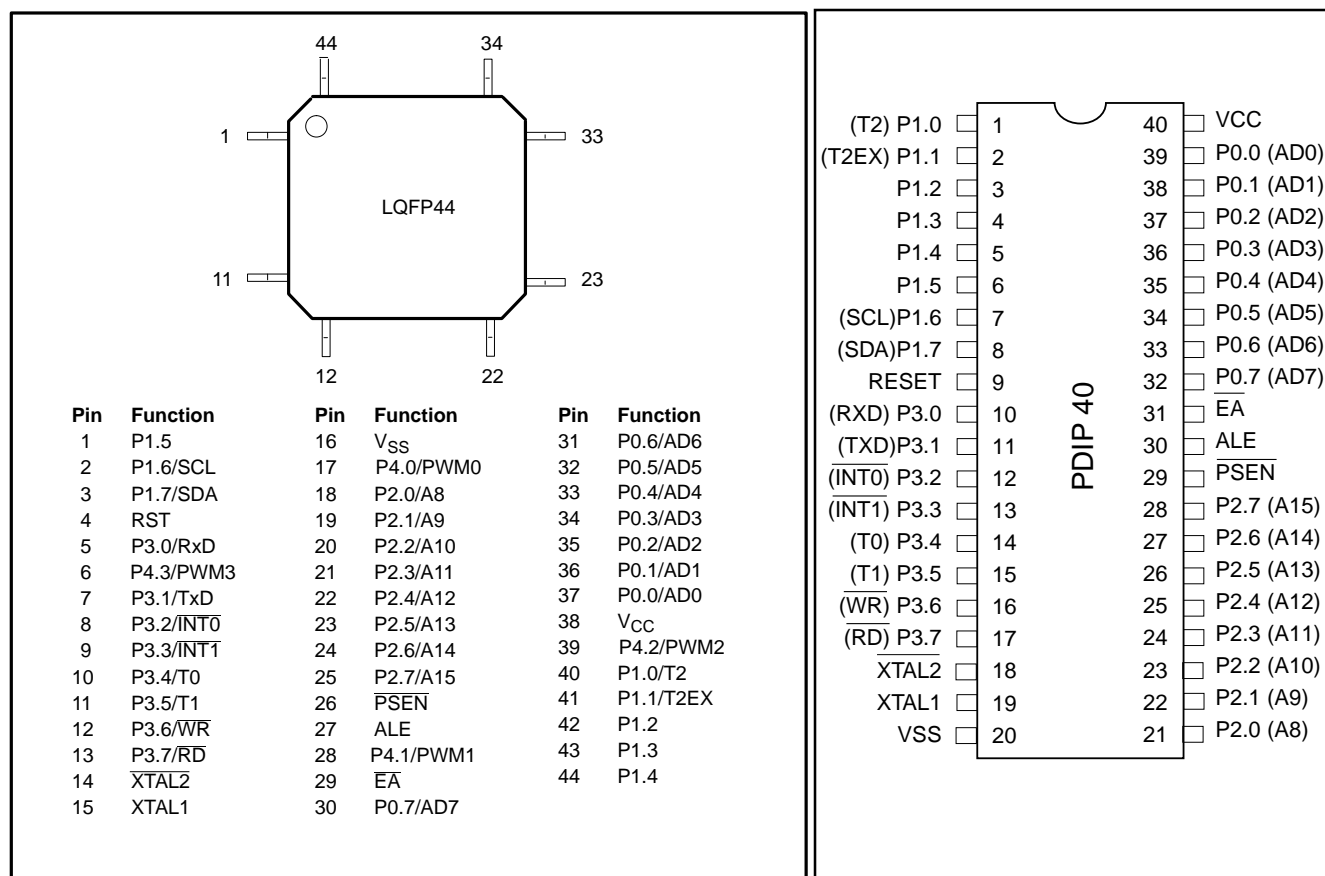 44 34
1 33
LQFP44
11 23
12 22
Pin Function Pin Function Pin Function
1 P1.5 16 VSS 31 P0.6/AD6
2 P1.6/SCL 17 P4.0/PWM0 32 P0.5/AD5
3 P1.7/SDA 18 P2.0/A8 33 P0.4/AD4
4 RST 19 P2.1/A9 34 P0.3/AD3
5 P3.0/RxD 20 P2.2/A10 35 P0.2/AD2
6 P4.3/PWM3 21 P2.3/A11 36 P0.1/AD1
7 P3.1/TxD 22 P2.4/A12 37 P0.0/AD0
8 P3.2/INT0 23 P2.5/A13 38 VCC
9 P3.3/INT1 24 P2.6/A14 39 P4.2/PWM2
10 P3.4/T0 25 P2.7/A15 40 P1.0/T2
11 P3.5/T1 26 PSEN 41 P1.1/T2EX
12 P3.6/WR 27 ALE 42 P1.2
13 P3.7/RD 28 P4.1/PWM1 43 P1.3
14 XTAL2 29 EA 44 P1.4
15 XTAL1 30 P0.7/AD7
(T2) P1.0 1 40 VCC
(T2EX) P1.1 2 39 P0.0 (AD0)
P1.2 3 38 P0.1 (AD1)
P1.3 4 37 P0.2 (AD2)
P1.4 5 36 P0.3 (AD3)
P1.5 6 35 P0.4 (AD4)
(SCL)P1.6 7 34 P0.5 (AD5)
(SDA)P1.7 8 33 P0.6 (AD6)
RESET 9 32 P0.7 (AD7)
(RXD) P3.0 10 31 EA
(TXD)P3.1 11 30 ALE
(INT0) P3.2 12 29 PSEN
(INT1) P3.3 13 28 P2.7 (A15)
(T0) P3.4 14 27 P2.6 (A14)
(T1) P3.5 15 26 P2.5 (A13)
(WR) P3.6 16 25 P2.4 (A12)
(RD) P3.7 17 24 P2.3 (A11)
XTAL2 18 23 P2.2 (A10)
XTAL1 19 22 P2.1 (A9)
VSS 20 21 P2.0 (A8)
PDIP 40